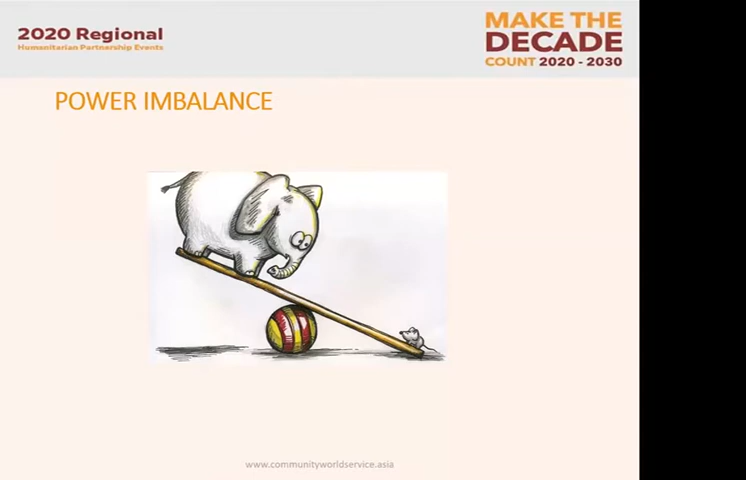 2020 Regional
Humanitarian Partnership Events
MAKE THE
DECADE
COUNT 2020 - 2030
POWER IMBALANCE
www.communityworldservice.asia